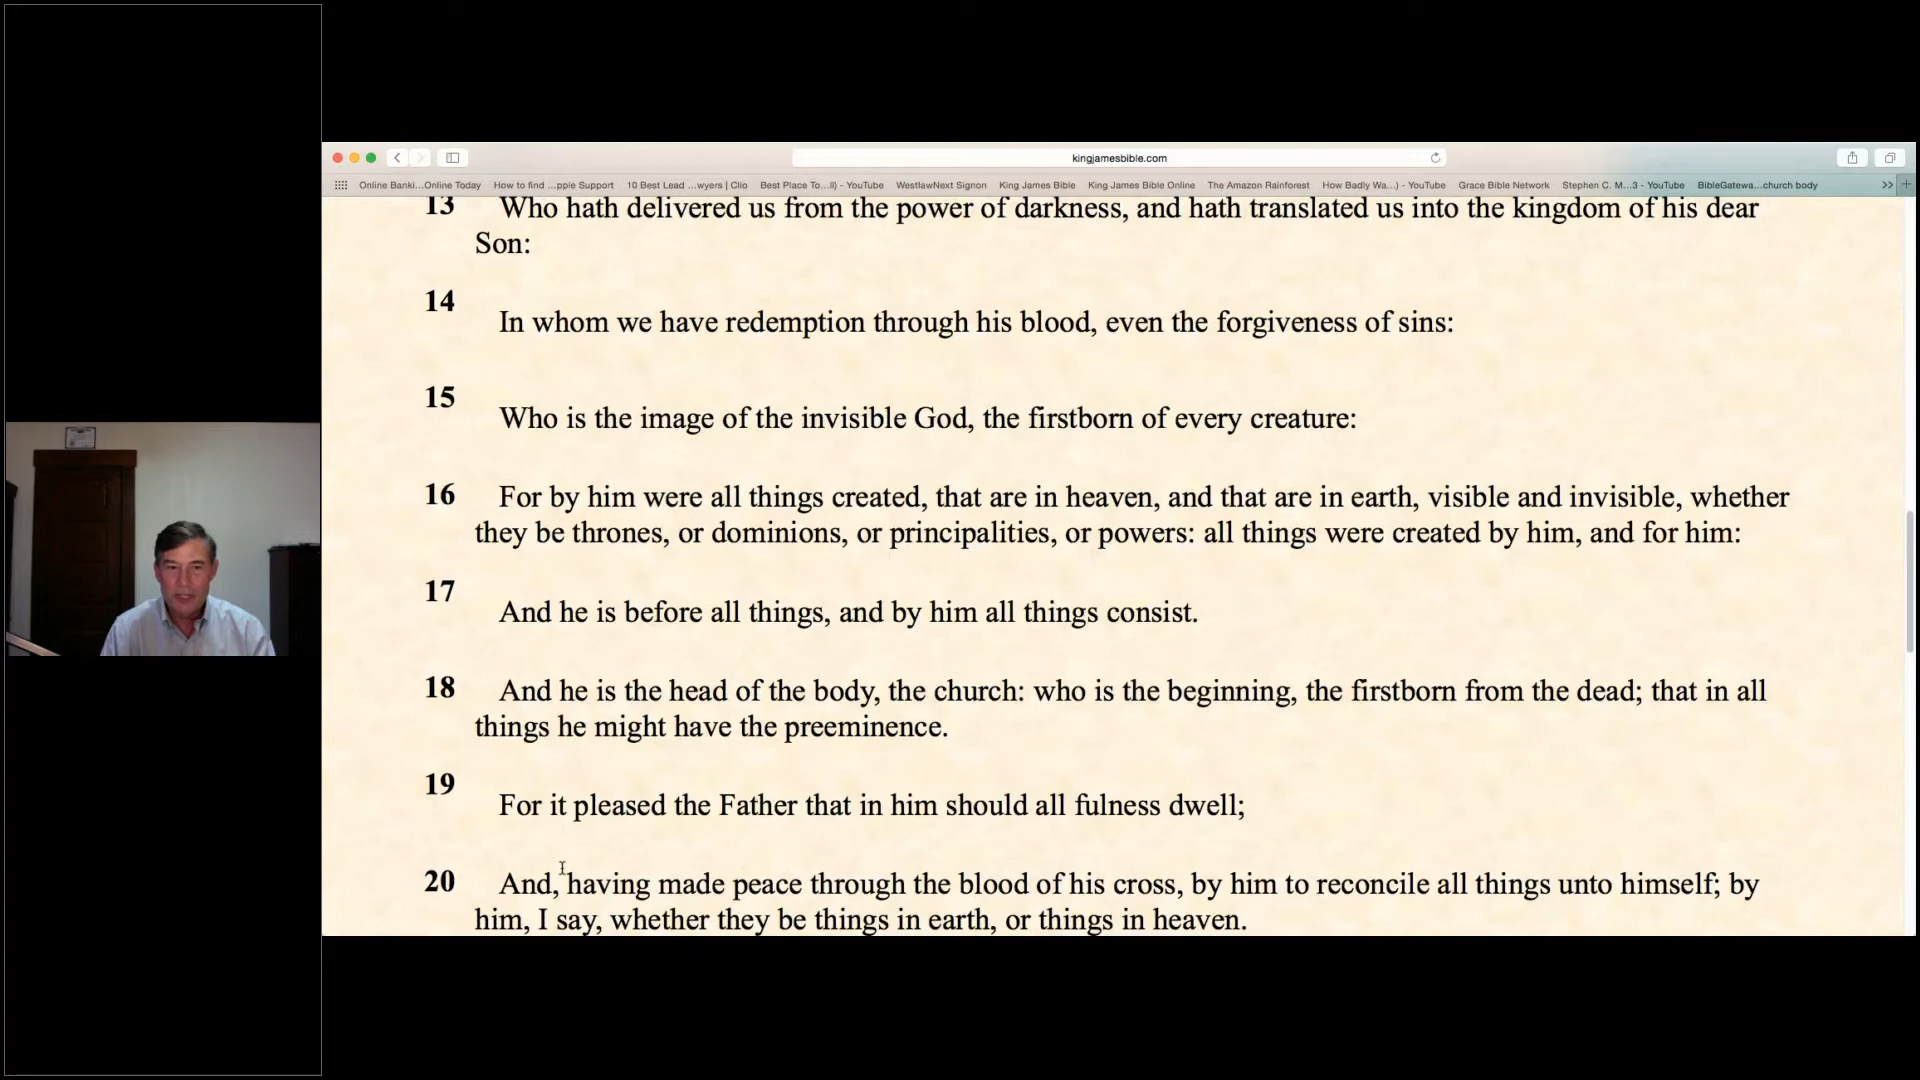 kingjamesbible.com
Online Banki...Online Today How to find ...pple Support 10 Best Lead ...wyers | Clio Best Place To...ll) - YouTube WestlawNext Signon King James Bible King James Bible Online The Amazon Rainforest How Badly Wa...) - YouTube Grace Bible Network Stephen C. M...3 - YouTube BibleGatewa...church body >> +
13 Who hath delivered us from the power of darkness, and hath translated us into the kingdom of his dear
Son:
14 In whom we have redemption through his blood, even the forgiveness of sins:
15 Who is the image of the invisible God, the firstborn of every creature:
16 For by him were all things created, that are in heaven, and that are in earth, visible and invisible, whether
they be thrones, or dominions, or principalities, or powers: all things were created by him, and for him:
17 And he is before all things, and by him all things consist.
18 And he is the head of the body, the church: who is the beginning, the firstborn from the dead; that in all
things he might have the preeminence.
19 For it pleased the Father that in him should all fulness dwell;
20 And, having made peace through the blood of his cross, by him to reconcile all things unto himself; by
him, I say, whether they be things in earth, or things in heaven.